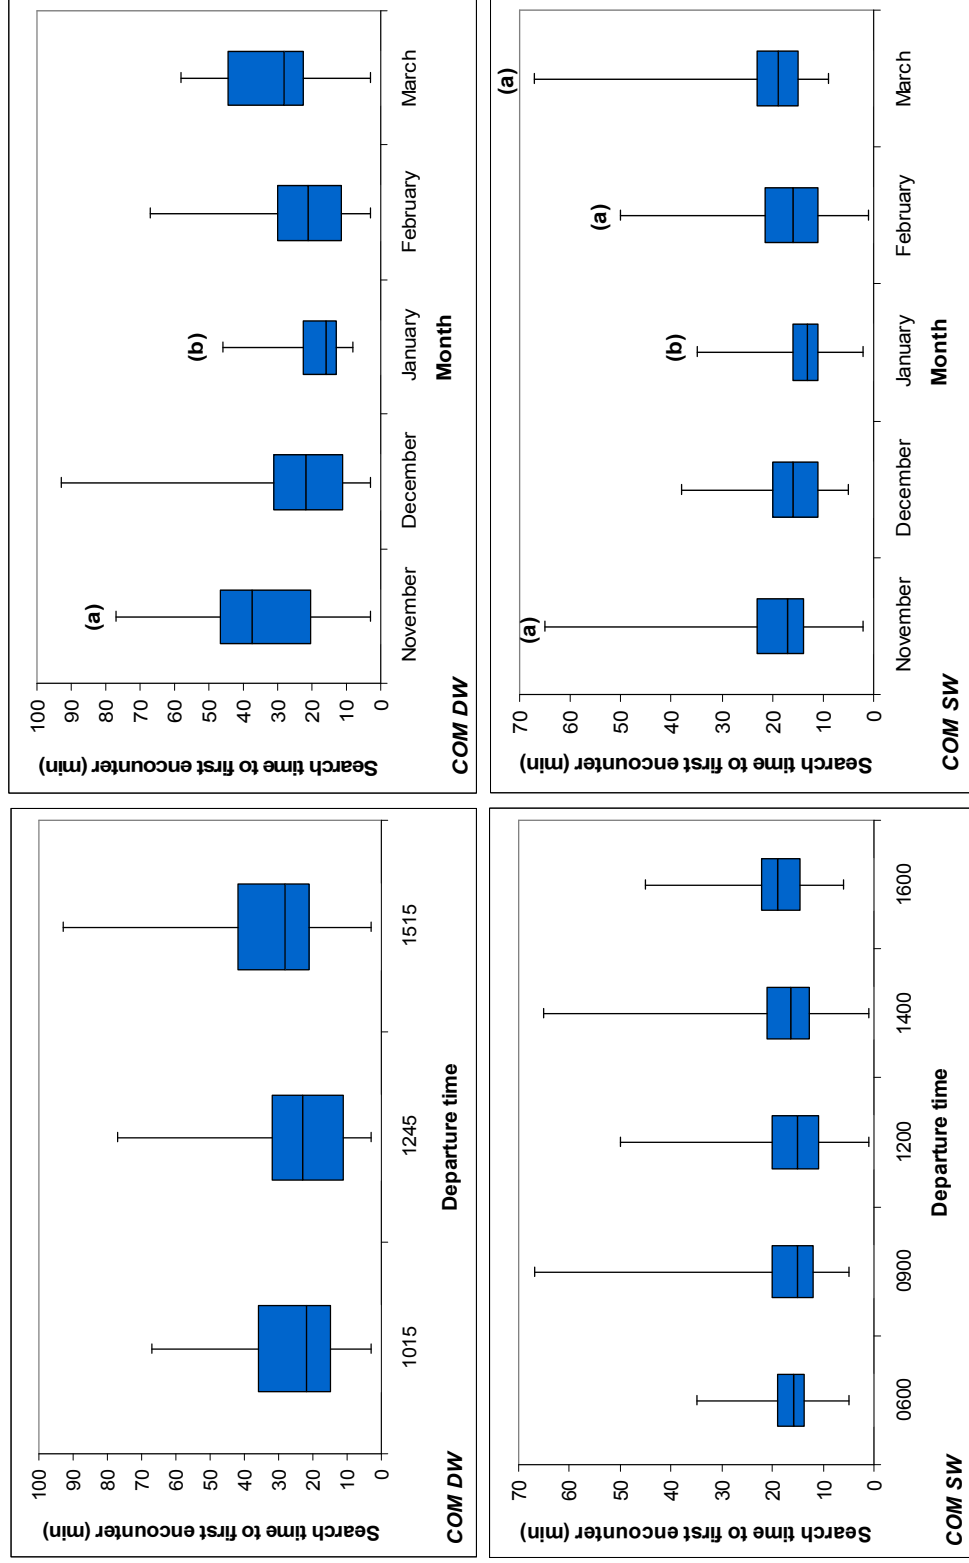 100
90
80
70
60
50
40
30
20
10
0
Search time to first encounter (min)
1015
1245
1515
Departure time
COM DW
100
90
80
70
60
50
40
30
20
10
0
Search time to first encounter (min)
(a)
(b)
November
December
January
February
March
Month
COM DW
70
60
50
40
30
20
10
0
Search time to first encounter (min)
0600
0900
1200
1400
1600
Departure time
COM SW
70
60
50
40
30
20
10
0
Search time to first encounter (min)
(a)
(b)
(a)
(a)
November
December
January
February
March
Month
COM SW